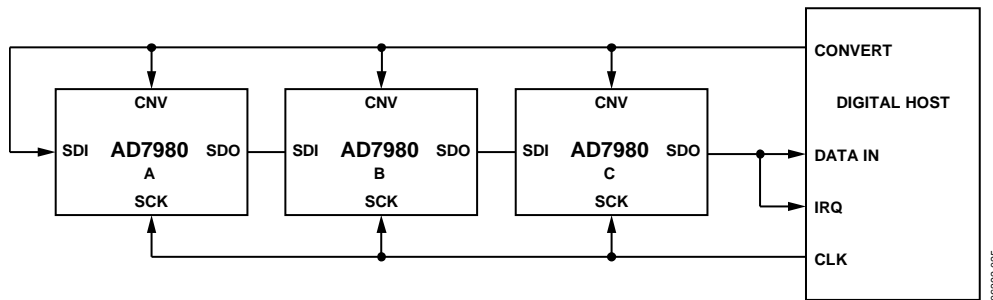 CONVERT
CNV
CNV
CNV
DIGITAL HOST
SDI AD7980 SDO
A
SDI AD7980 SDO
B
SDI AD7980 SDO
C
DATA IN
SCK
SCK
SCK
IRQ
CLK